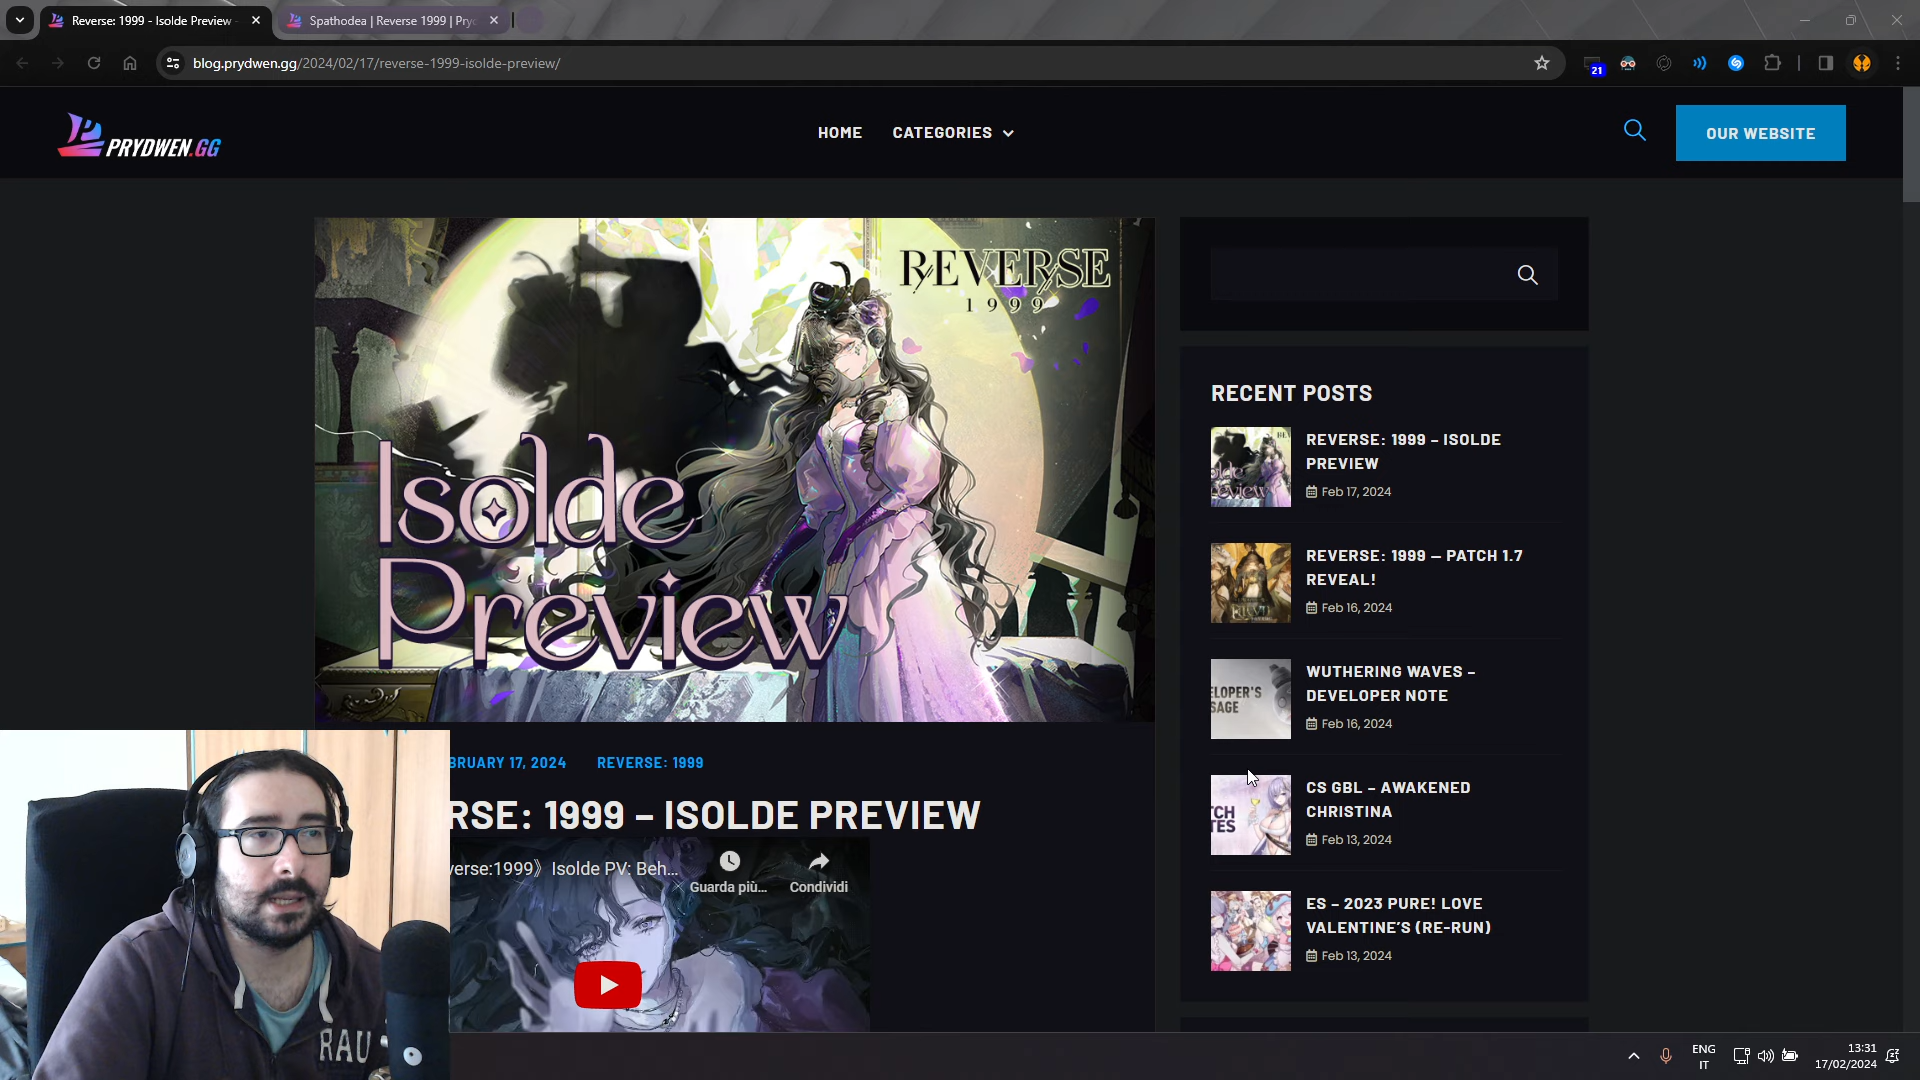 Reverse: 1999 - Isolde Preview -
Spathodea | Reverse 1999 | Pryc
blog.prydwen.gg/2024/02/17/reverse-1999-isolde-preview/
21
PRYDWEN.GG
HOME
CATEGORIES
OUR WEBSITE
REVERSE
1999
Isolde
Preview
RECENT POSTS
REVERSE: 1999 – ISOLDE
PREVIEW
Feb 17, 2024
REVERSE: 1999 – PATCH 1.7
REVEAL!
Feb 16, 2024
ELOPER'S
SAGE
WUTHERING WAVES –
DEVELOPER NOTE
Feb 16, 2024
TCH
TES
CS GBL – AWAKENED
CHRISTINA
Feb 13, 2024
ES – 2023 PURE! LOVE
VALENTINE'S (RE-RUN)
Feb 13, 2024
BRUARY 17, 2024
REVERSE: 1999
RSE: 1999 – ISOLDE PREVIEW
verse:1999》Isolde PV: Beh...
Guarda più...
Condividi
RAU
ENG
IT
13:31
17/02/2024